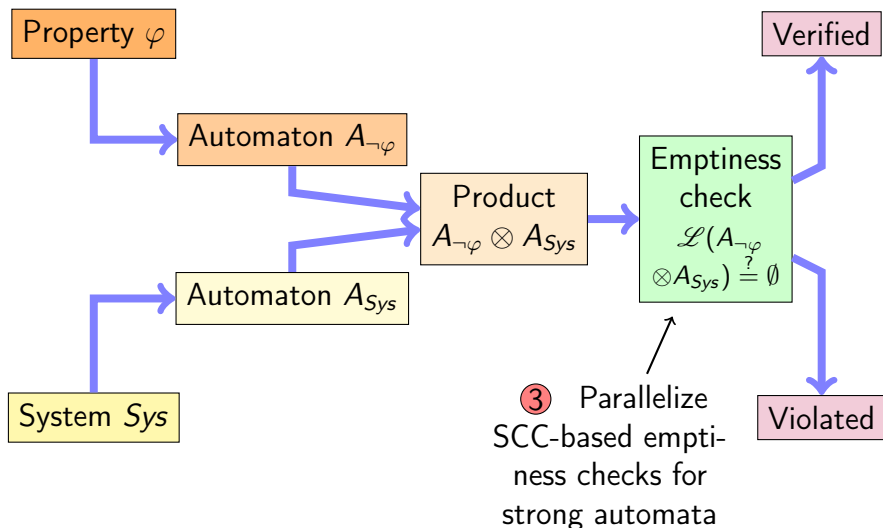 Property φ
Verified
Automaton A¬φ
Emptiness
check
ℒ(A¬φ
⊗ASys) ≟ ∅
Product
A¬φ ⊗ ASys
Automaton ASys
System Sys
3 Parallelize
SCC-based empti-
ness checks for
strong automata
Violated